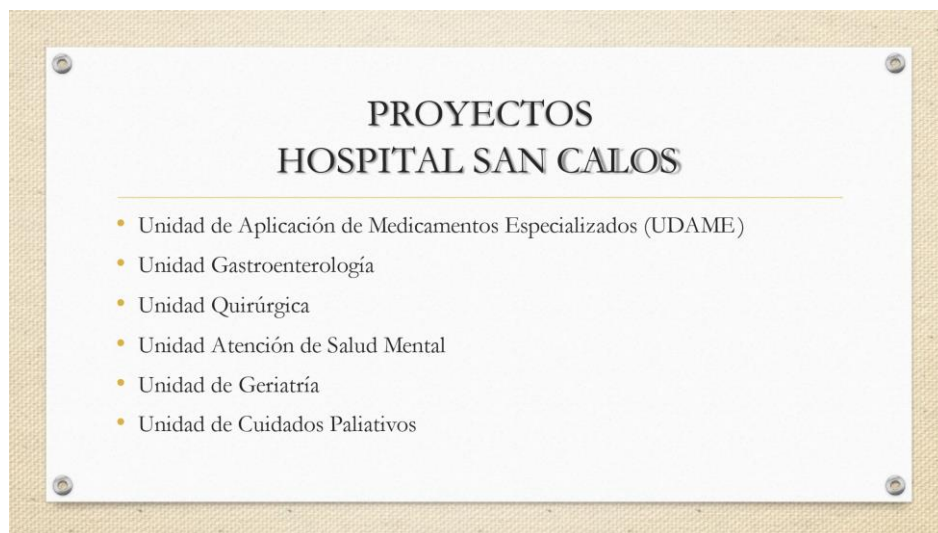 PROYECTOS
HOSPITAL SAN CALOS
• Unidad de Aplicación de Medicamentos Especializados (UDAME)
• Unidad Gastroenterología
• Unidad Quirúrgica
• Unidad Atención de Salud Mental
• Unidad de Geriatría
• Unidad de Cuidados Paliativos